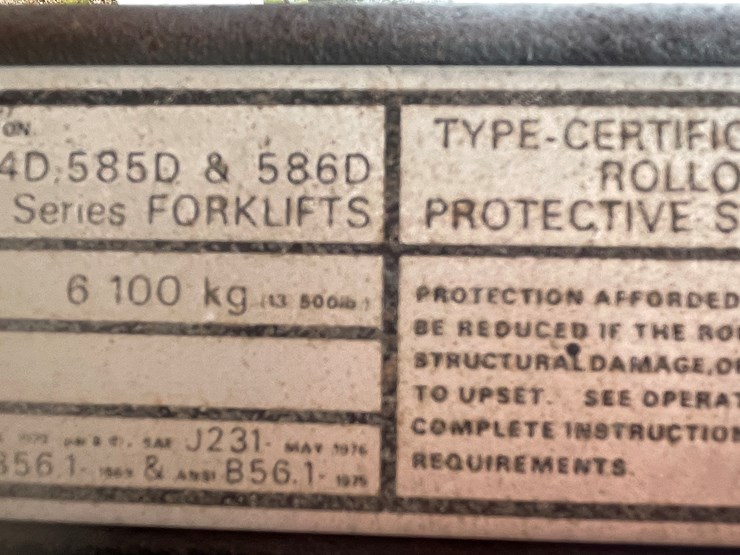 ON
4D, 585D & 586D
Series FORKLIFTS
6 100 kg (13 500lb)
SAE J231- MAY 1976
B56.1- 1969 & ANSI B56.1- 1975
TYPE-CERTIFIC
ROLLO
PROTECTIVE S
PROTECTION AFFORDED
BE REDUCED IF THE RO
STRUCTURAL DAMAGE, O
TO UPSET. SEE OPERAT
COMPLETE INSTRUCTION
REQUIREMENTS.